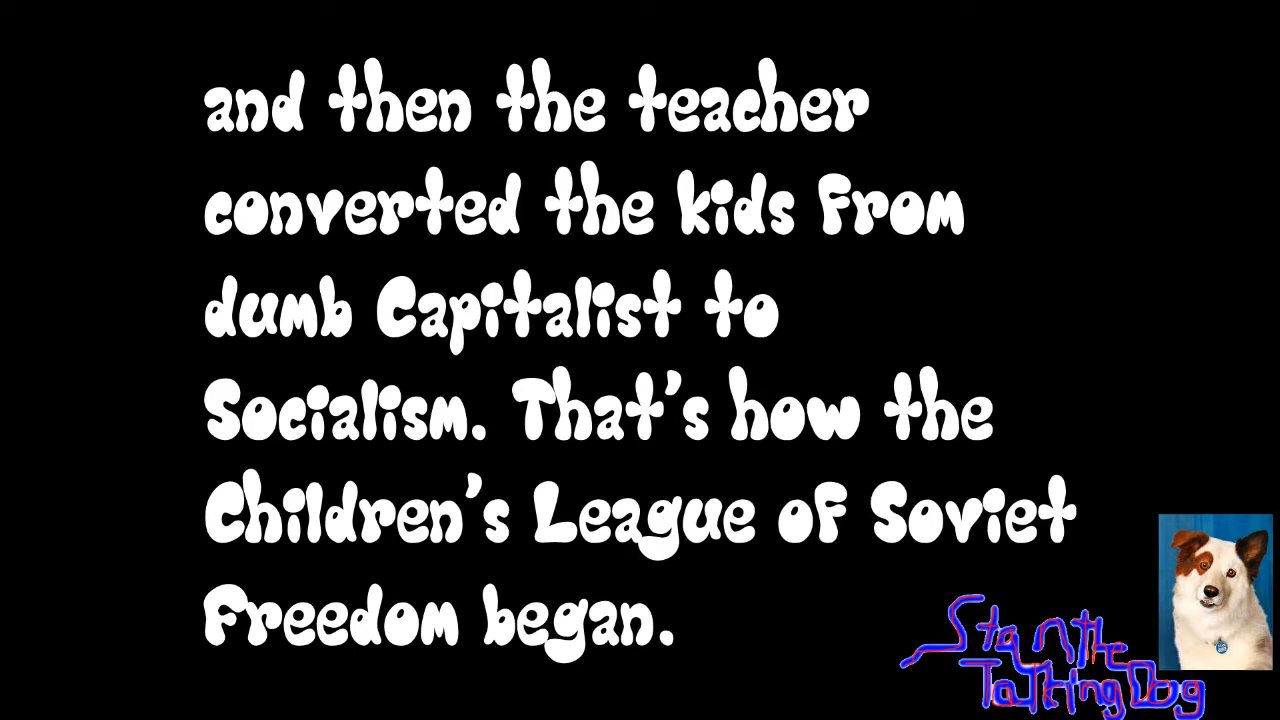 and then the teacher
converted the kids from
dumb Capitalist to
Socialism. That's how the
Children's League of Soviet
Freedom began.
Stan the
Talking Dog